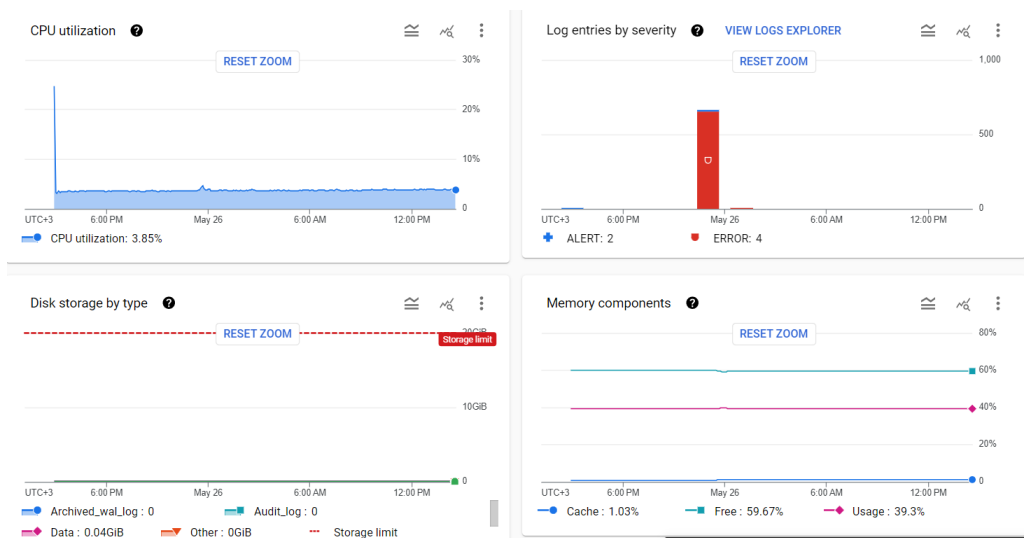 CPU utilization
RESET ZOOM
30%
20%
10%
0
UTC+3 6:00 PM May 26 6:00 AM 12:00 PM
CPU utilization: 3.85%
Log entries by severity VIEW LOGS EXPLORER
RESET ZOOM
1,000
500
0
UTC+3 6:00 PM May 26 6:00 AM 12:00 PM
ALERT: 2 ERROR: 4
Disk storage by type
RESET ZOOM
20GiB
Storage limit
10GiB
0
UTC+3 6:00 PM May 26 6:00 AM 12:00 PM
Archived_wal_log : 0 Audit_log : 0
Data : 0.04GiB Other : 0GiB Storage limit
Memory components
RESET ZOOM
80%
60%
40%
20%
0
UTC+3 6:00 PM May 26 6:00 AM 12:00 PM
Cache : 1.03% Free : 59.67% Usage : 39.3%